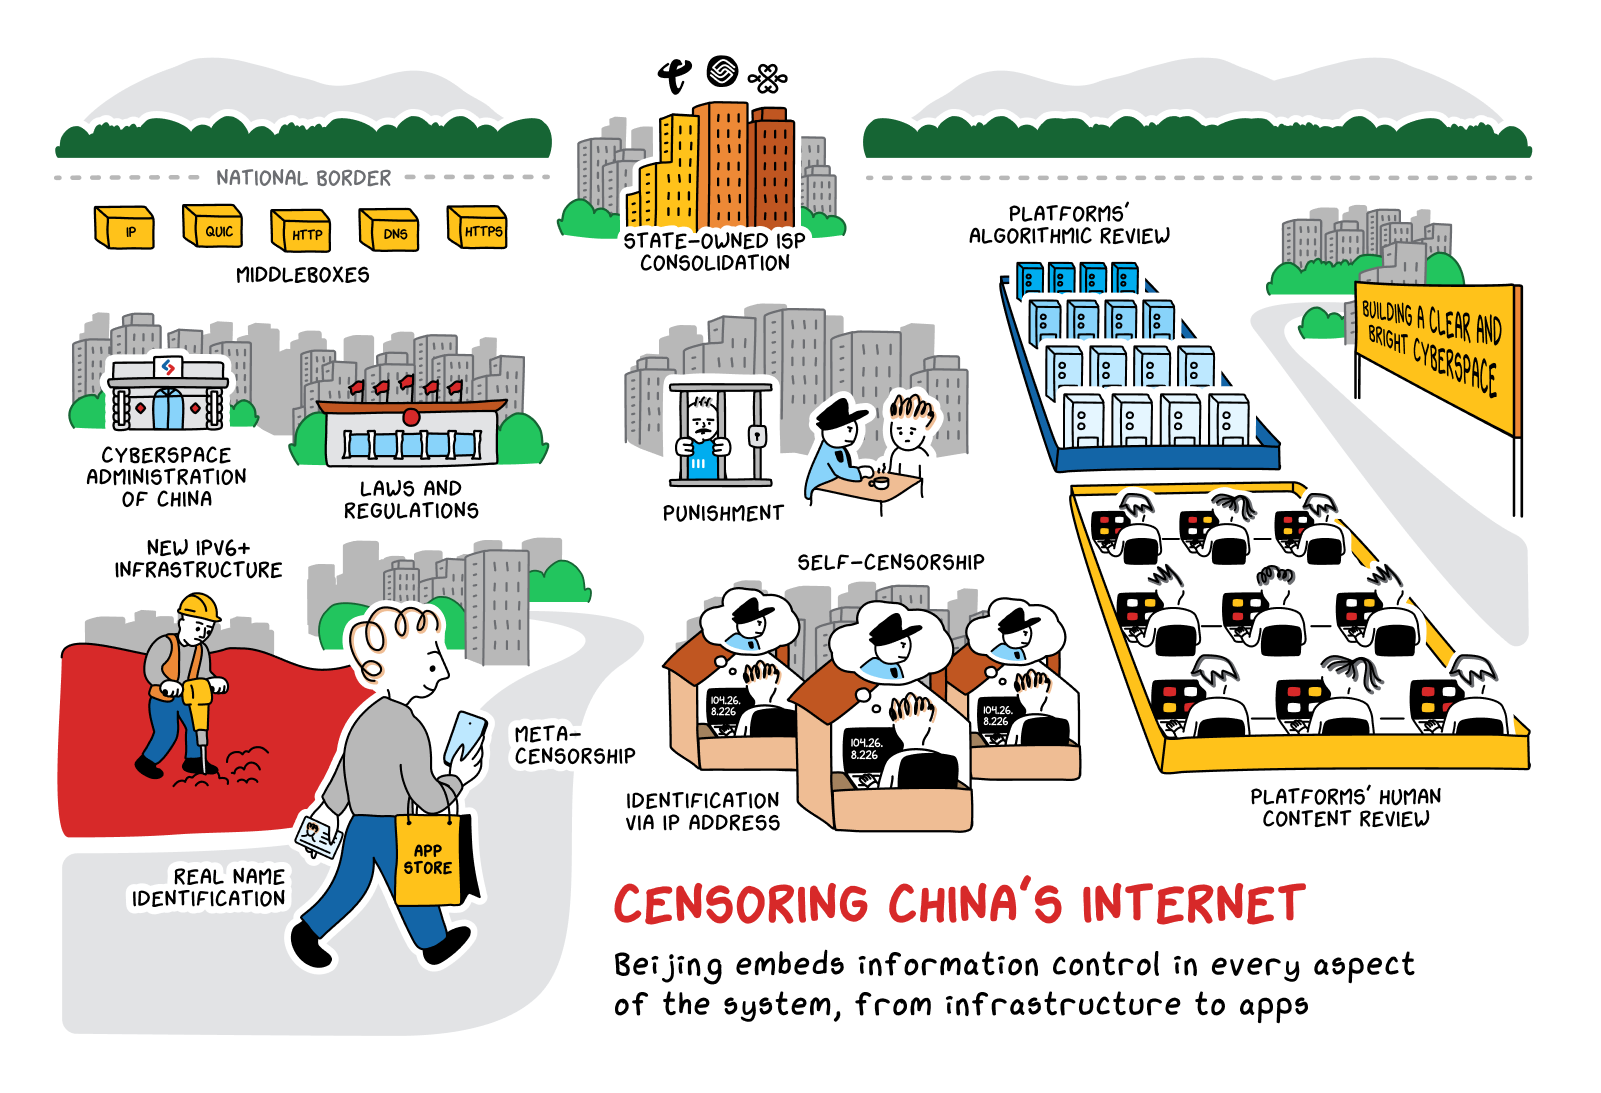 NATIONAL BORDER
IP
QUIC
HTTP
DNS
HTTPS
MIDDLEBOXES
STATE-OWNED ISP
CONSOLIDATION
PLATFORMS'
ALGORITHMIC REVIEW
BUILDING A CLEAR AND
BRIGHT CYBERSPACE
CYBERSPACE
ADMINISTRATION
OF CHINA
LAWS AND
REGULATIONS
PUNISHMENT
NEW IPV6+
INFRASTRUCTURE
SELF-CENSORSHIP
104.26.
8.226
104.26.
8.226
104.26.
8.226
META-
CENSORSHIP
IDENTIFICATION
VIA IP ADDRESS
PLATFORMS' HUMAN
CONTENT REVIEW
APP
STORE
REAL NAME
IDENTIFICATION
CENSORING CHINA'S INTERNET
Beijing embeds information control in every aspect
of the system, from infrastructure to apps